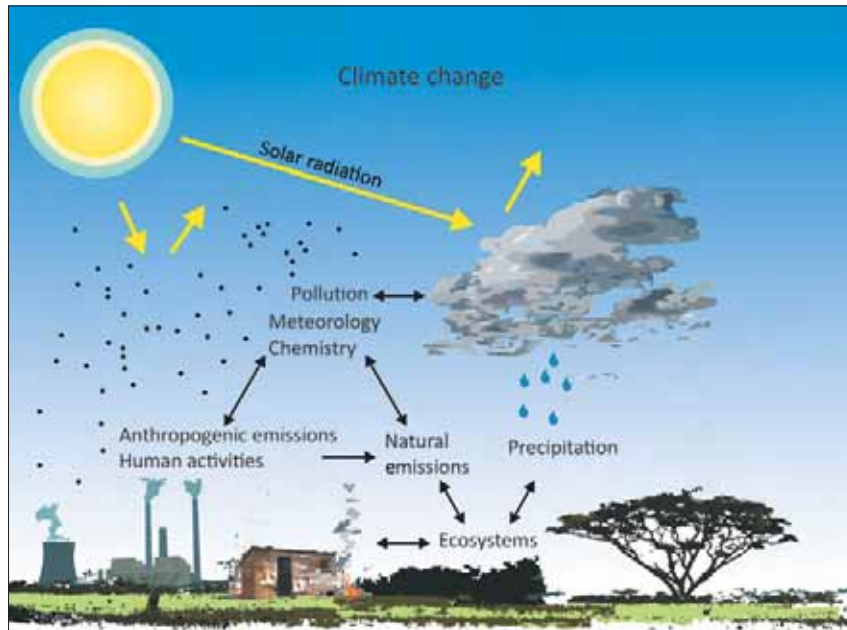 Climate change
Solar radiation
Pollution
Meteorology
Chemistry
Anthropogenic emissions
Human activities
Natural
emissions
Precipitation
Ecosystems